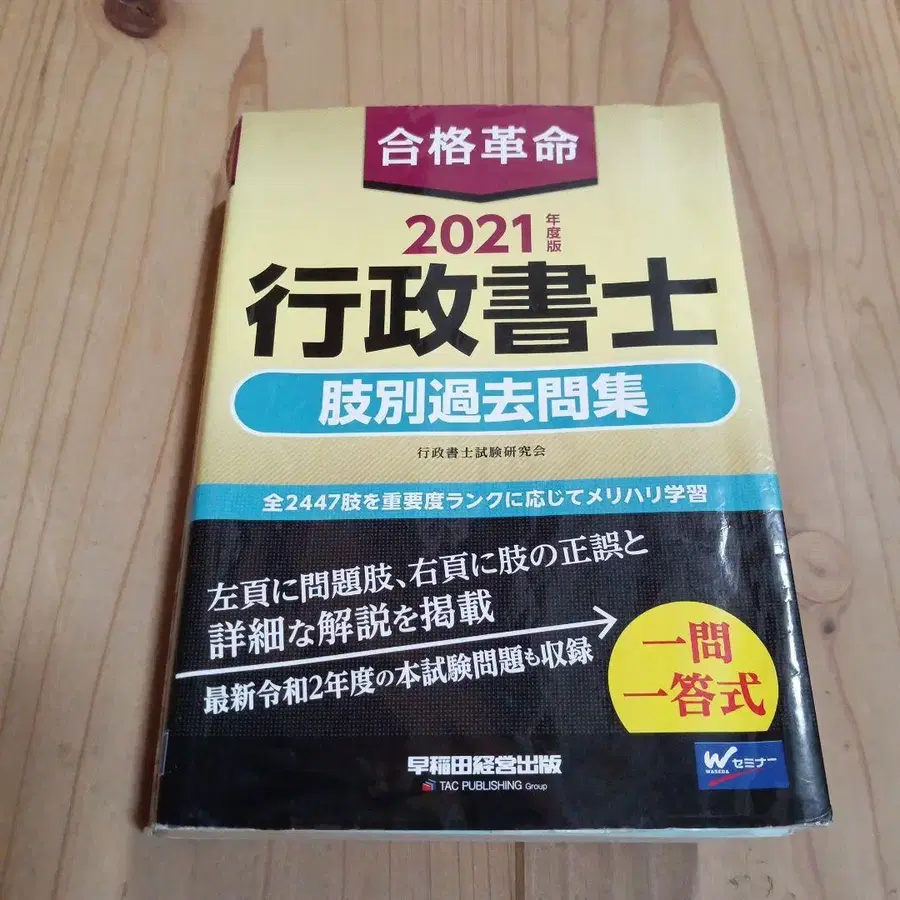 合格革命
2021年度版
行政書士
肢別過去問集
行政書士試験研究会
全2447肢を重要度ランクに応じてメリハリ学習
左頁に問題肢、右頁に肢の正誤と
詳細な解説を掲載
最新令和2年度の本試験問題も収録
一問
一答式
早稲田経営出版
TAC PUBLISHING Group
W セミナー
WASEDA